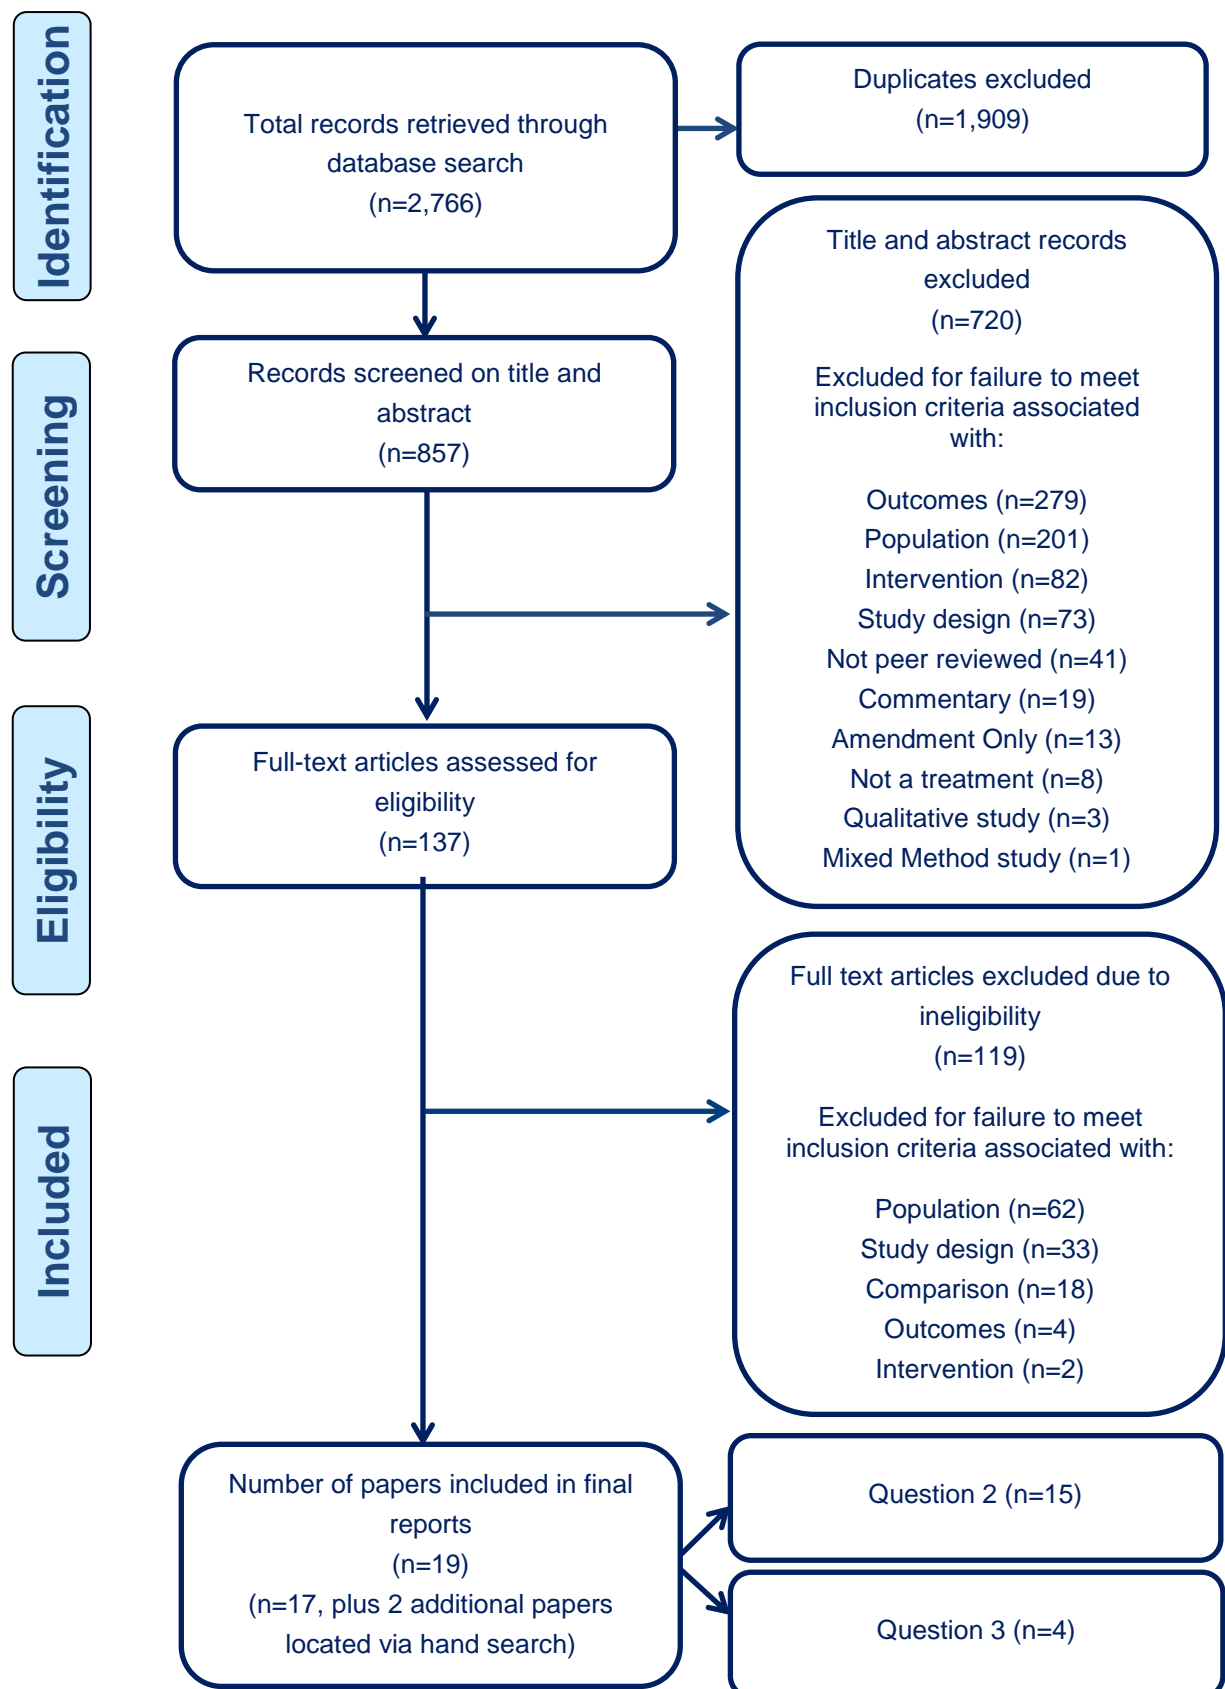 Identification
Total records retrieved through
database search
(n=2,766)
Duplicates excluded
(n=1,909)
Screening
Records screened on title and
abstract
(n=857)
Title and abstract records
excluded
(n=720)
Excluded for failure to meet
inclusion criteria associated
with:
Outcomes (n=279)
Population (n=201)
Intervention (n=82)
Study design (n=73)
Not peer reviewed (n=41)
Commentary (n=19)
Amendment Only (n=13)
Not a treatment (n=8)
Qualitative study (n=3)
Mixed Method study (n=1)
Eligibility
Full-text articles assessed for
eligibility
(n=137)
Full text articles excluded due to
ineligibility
(n=119)
Excluded for failure to meet
inclusion criteria associated with:
Population (n=62)
Study design (n=33)
Comparison (n=18)
Outcomes (n=4)
Intervention (n=2)
Included
Number of papers included in final
reports
(n=19)
(n=17, plus 2 additional papers
located via hand search)
Question 2 (n=15)
Question 3 (n=4)